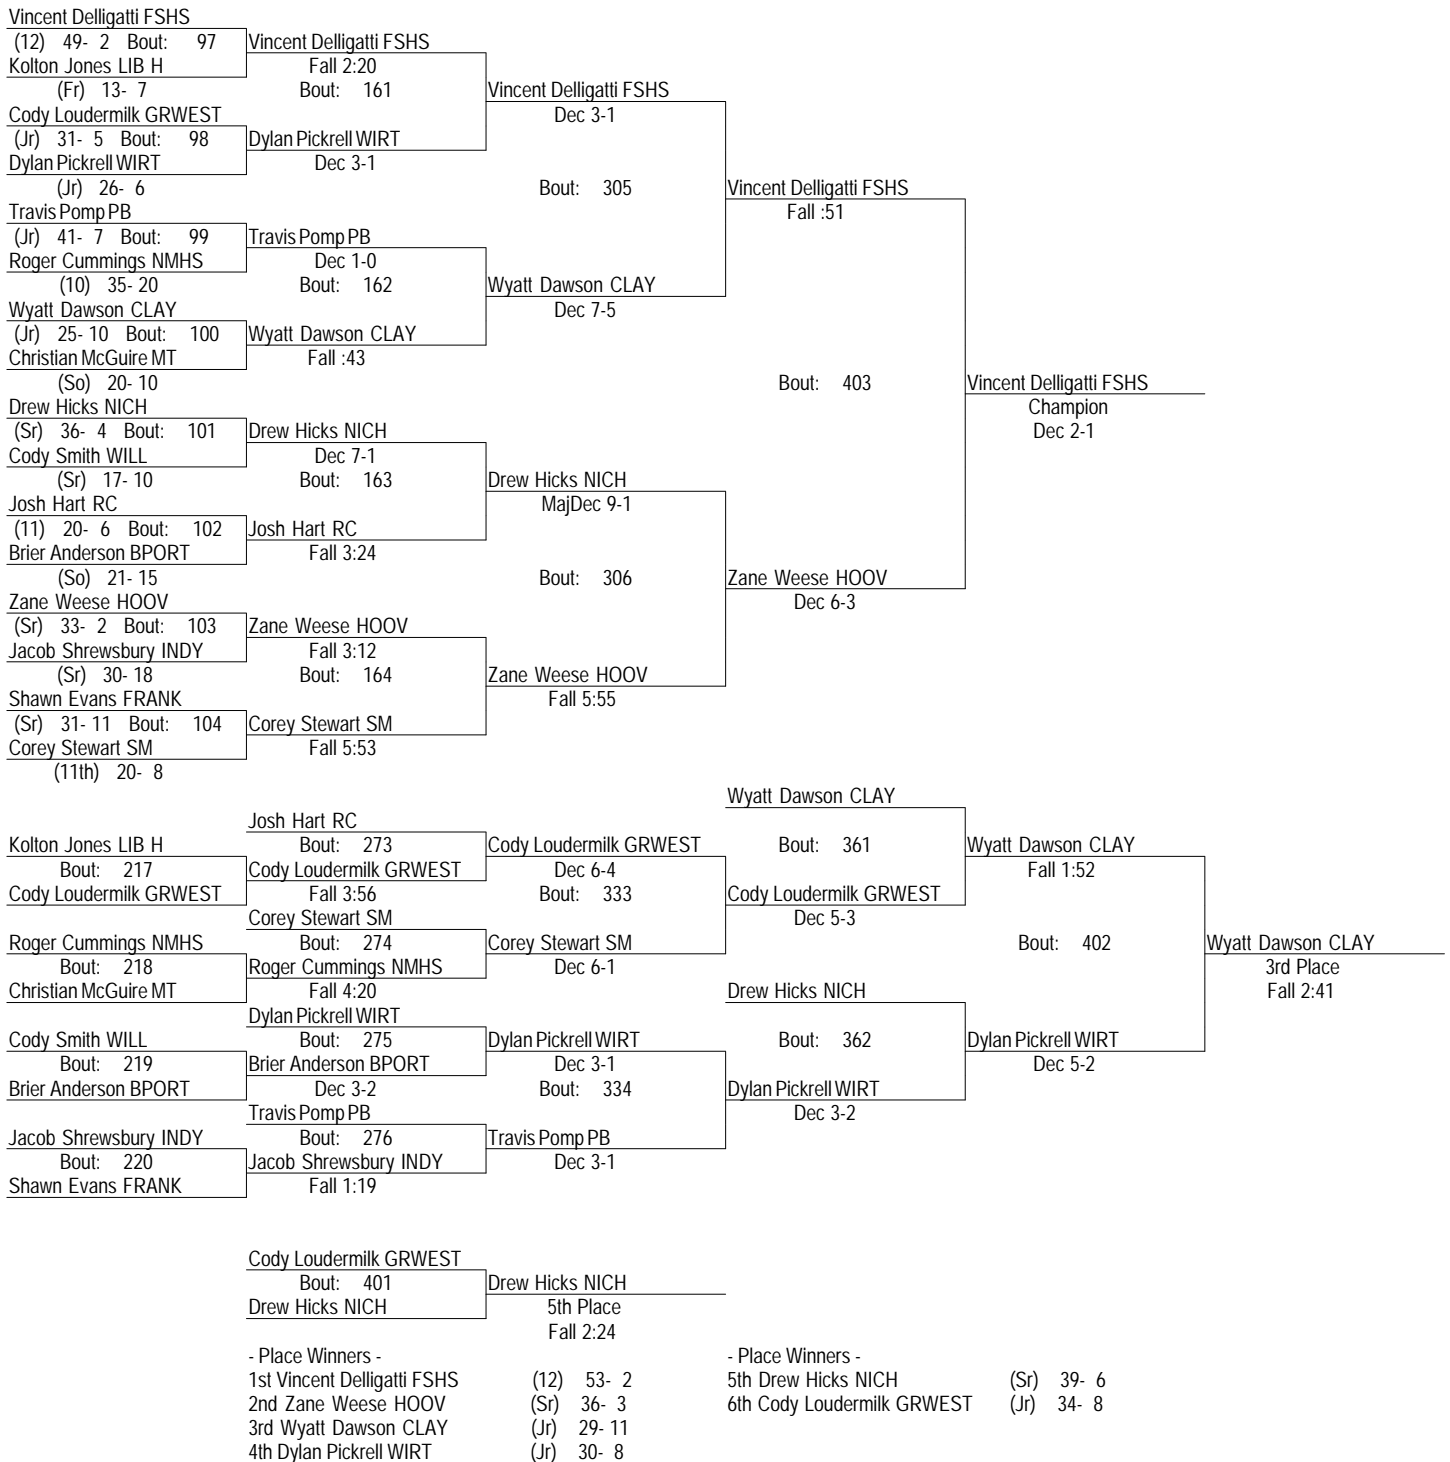 Vincent Delligatti FSHS
(12) 49- 2 Bout: 97 Vincent Delligatti FSHS
Kolton Jones LIB H Fall 2:20
(Fr) 13- 7 Bout: 161 Vincent Delligatti FSHS
Cody Loudermilk GRWEST Dec 3-1
(Jr) 31- 5 Bout: 98 Dylan Pickrell WIRT
Dylan Pickrell WIRT Dec 3-1
(Jr) 26- 6 Bout: 305 Vincent Delligatti FSHS
Travis Pomp PB Fall :51
(Jr) 41- 7 Bout: 99 Travis Pomp PB
Roger Cummings NMHS Dec 1-0
(10) 35- 20 Bout: 162 Wyatt Dawson CLAY
Wyatt Dawson CLAY Dec 7-5
(Jr) 25- 10 Bout: 100 Wyatt Dawson CLAY
Christian McGuire MT Fall :43
(So) 20- 10 Bout: 403 Vincent Delligatti FSHS
Drew Hicks NICH Champion
(Sr) 36- 4 Bout: 101 Drew Hicks NICH Dec 2-1
Cody Smith WILL Dec 7-1
(Sr) 17- 10 Bout: 163 Drew Hicks NICH
Josh Hart RC MajDec 9-1
(11) 20- 6 Bout: 102 Josh Hart RC
Brier Anderson BPORT Fall 3:24
(So) 21- 15 Bout: 306 Zane Weese HOOV
Zane Weese HOOV Dec 6-3
(Sr) 33- 2 Bout: 103 Zane Weese HOOV
Jacob Shrewsbury INDY Fall 3:12
(Sr) 30- 18 Bout: 164 Zane Weese HOOV
Shawn Evans FRANK Fall 5:55
(Sr) 31- 11 Bout: 104 Corey Stewart SM
Corey Stewart SM Fall 5:53
(11th) 20- 8
Wyatt Dawson CLAY
Josh Hart RC
Kolton Jones LIB H Bout: 273 Cody Loudermilk GRWEST Bout: 361 Wyatt Dawson CLAY
Bout: 217 Cody Loudermilk GRWEST Dec 6-4 Fall 1:52
Cody Loudermilk GRWEST Fall 3:56 Bout: 333 Cody Loudermilk GRWEST
Corey Stewart SM Dec 5-3
Roger Cummings NMHS Bout: 274 Corey Stewart SM Bout: 402 Wyatt Dawson CLAY
Bout: 218 Roger Cummings NMHS Dec 6-1 3rd Place
Christian McGuire MT Fall 4:20 Drew Hicks NICH Fall 2:41
Dylan Pickrell WIRT
Cody Smith WILL Bout: 275 Dylan Pickrell WIRT Bout: 362 Dylan Pickrell WIRT
Bout: 219 Brier Anderson BPORT Dec 3-1 Dec 5-2
Brier Anderson BPORT Dec 3-2 Bout: 334 Dylan Pickrell WIRT
Travis Pomp PB Dec 3-2
Jacob Shrewsbury INDY Bout: 276 Travis Pomp PB
Bout: 220 Jacob Shrewsbury INDY Dec 3-1
Shawn Evans FRANK Fall 1:19
Cody Loudermilk GRWEST
Bout: 401 Drew Hicks NICH
Drew Hicks NICH 5th Place
Fall 2:24
- Place Winners - - Place Winners -
1st Vincent Delligatti FSHS (12) 53- 2 5th Drew Hicks NICH (Sr) 39- 6
2nd Zane Weese HOOV (Sr) 36- 3 6th Cody Loudermilk GRWEST (Jr) 34- 8
3rd Wyatt Dawson CLAY (Jr) 29- 11
4th Dylan Pickrell WIRT (Jr) 30- 8